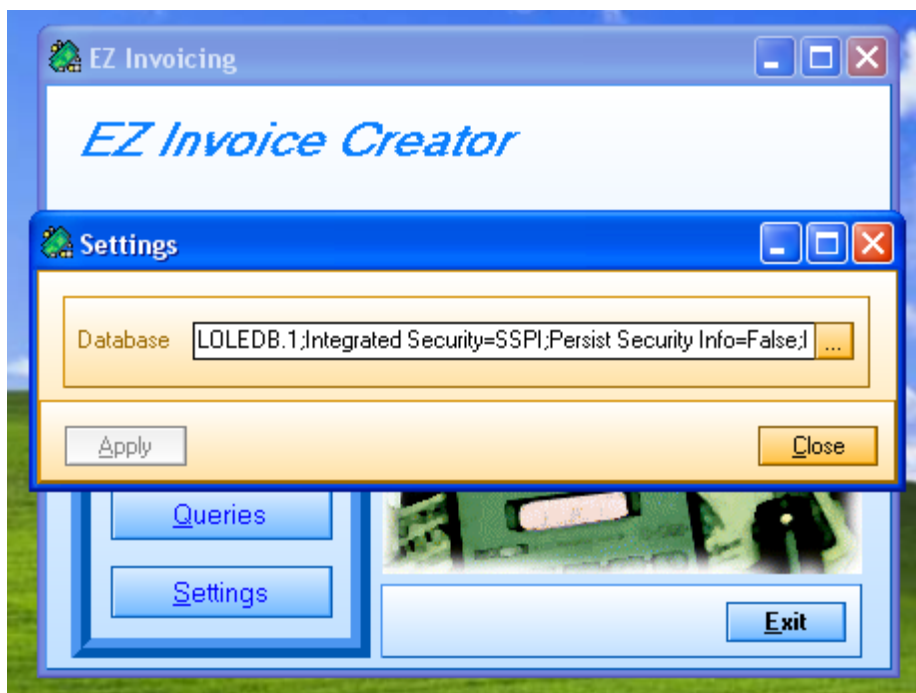 EZ Invoicing
EZ Invoice Creator
Settings
Database LOLEDB.1;Integrated Security=SSPI;Persist Security Info=False;I ...
Apply Close
Queries
Settings
Exit